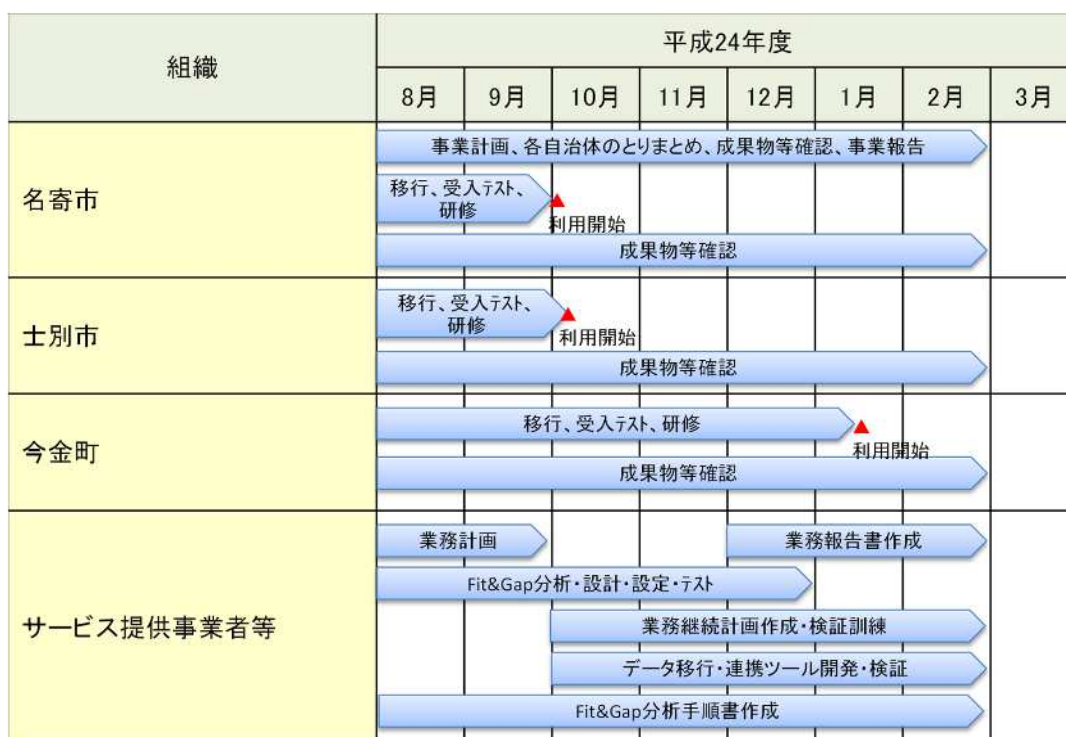 組織
平成24年度
8月 9月 10月 11月 12月 1月 2月 3月
名寄市
事業計画、各自治体のとりまとめ、成果物等確認、事業報告
移行、受入テスト、
研修
利用開始
成果物等確認
士別市
移行、受入テスト、
研修
利用開始
成果物等確認
今金町
移行、受入テスト、研修
利用開始
成果物等確認
サービス提供事業者等
業務計画
業務報告書作成
Fit&Gap分析・設計・設定・テスト
業務継続計画作成・検証訓練
データ移行・連携ツール開発・検証
Fit&Gap分析手順書作成